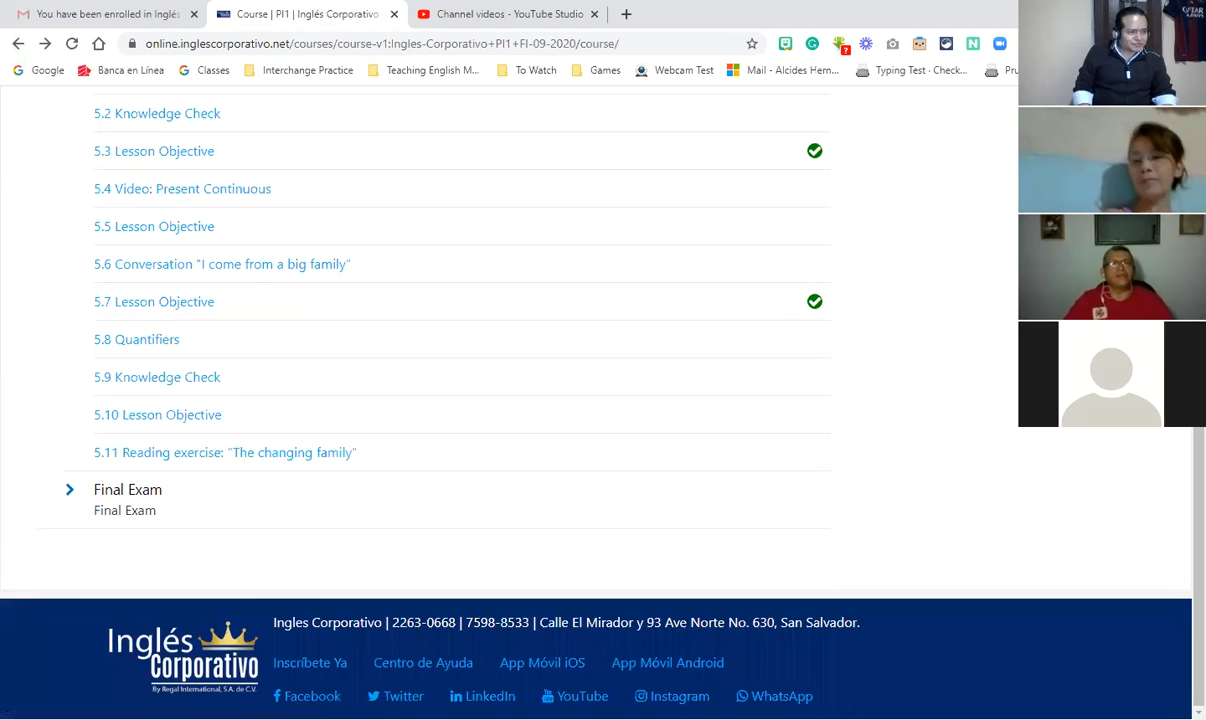 You have been enrolled in Inglés
Course | PI1 | Inglés Corporativo
Channel videos - YouTube Studio
online.inglescorporativo.net/courses/course-v1:Ingles-Corporativo+PI1+FI-09-2020/course/
Google
Banca en Línea
Classes
Interchange Practice
Teaching English M...
To Watch
Games
Webcam Test
Mail - Alcides Hern...
Typing Test · Check...
Pru
5.2 Knowledge Check
5.3 Lesson Objective
5.4 Video: Present Continuous
5.5 Lesson Objective
5.6 Conversation "I come from a big family"
5.7 Lesson Objective
5.8 Quantifiers
5.9 Knowledge Check
5.10 Lesson Objective
5.11 Reading exercise: "The changing family"
Final Exam
Final Exam
Inglés
Corporativo
By Regal International, S.A. de C.V.
Ingles Corporativo | 2263-0668 | 7598-8533 | Calle El Mirador y 93 Ave Norte No. 630, San Salvador.
Inscríbete Ya
Centro de Ayuda
App Móvil iOS
App Móvil Android
Facebook
Twitter
LinkedIn
YouTube
Instagram
WhatsApp